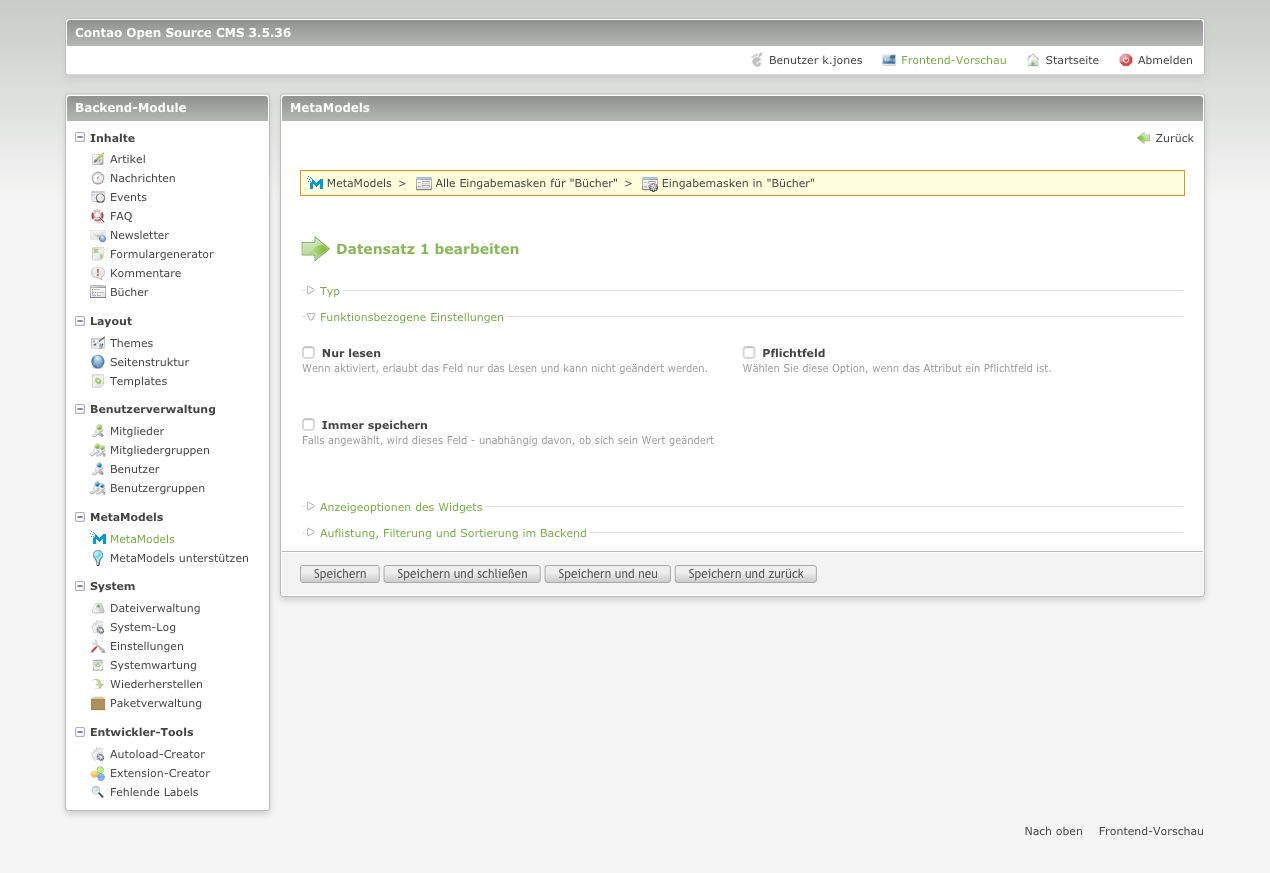 Contao Open Source CMS 3.5.36
Benutzer k.jones Frontend-Vorschau Startseite Abmelden
Backend-Module
Inhalte
Artikel
Nachrichten
Events
FAQ
Newsletter
Formulargenerator
Kommentare
Bücher
Layout
Themes
Seitenstruktur
Templates
Benutzerverwaltung
Mitglieder
Mitgliedergruppen
Benutzer
Benutzergruppen
MetaModels
MetaModels
MetaModels unterstützen
System
Dateiverwaltung
System-Log
Einstellungen
Systemwartung
Wiederherstellen
Paketverwaltung
Entwickler-Tools
Autoload-Creator
Extension-Creator
Fehlende Labels
MetaModels
Zurück
MetaModels > Alle Eingabemasken für "Bücher" > Eingabemasken in "Bücher"
Datensatz 1 bearbeiten
Typ
Funktionsbezogene Einstellungen
Nur lesen
Wenn aktiviert, erlaubt das Feld nur das Lesen und kann nicht geändert werden.
Pflichtfeld
Wählen Sie diese Option, wenn das Attribut ein Pflichtfeld ist.
Immer speichern
Falls angewählt, wird dieses Feld - unabhängig davon, ob sich sein Wert geändert
Anzeigeoptionen des Widgets
Auflistung, Filterung und Sortierung im Backend
Speichern Speichern und schließen Speichern und neu Speichern und zurück
Nach oben Frontend-Vorschau